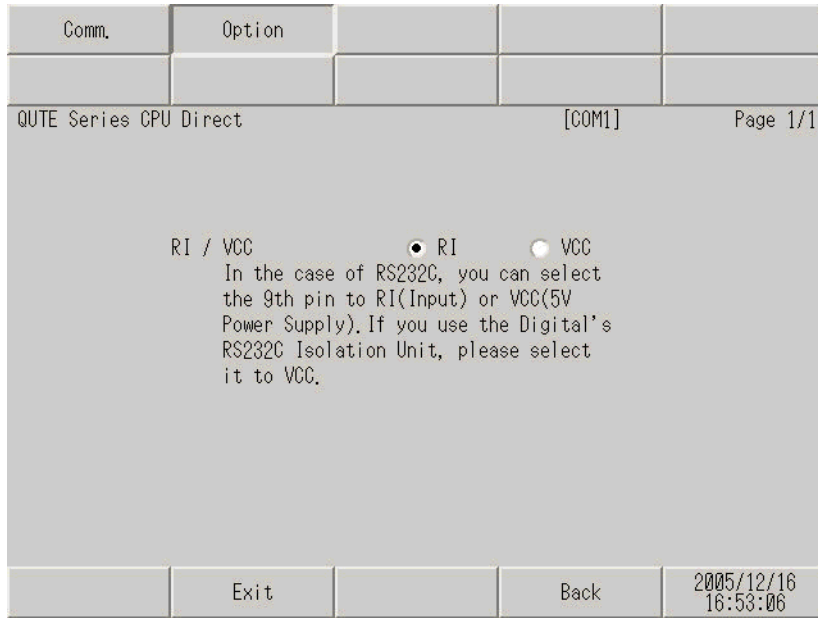 Comm. Option
QUTE Series CPU Direct [COM1] Page 1/1
RI / VCC RI VCC
In the case of RS232C, you can select
the 9th pin to RI(Input) or VCC(5V
Power Supply).If you use the Digital's
RS232C Isolation Unit, please select
it to VCC.
Exit Back 2005/12/16
16:53:06